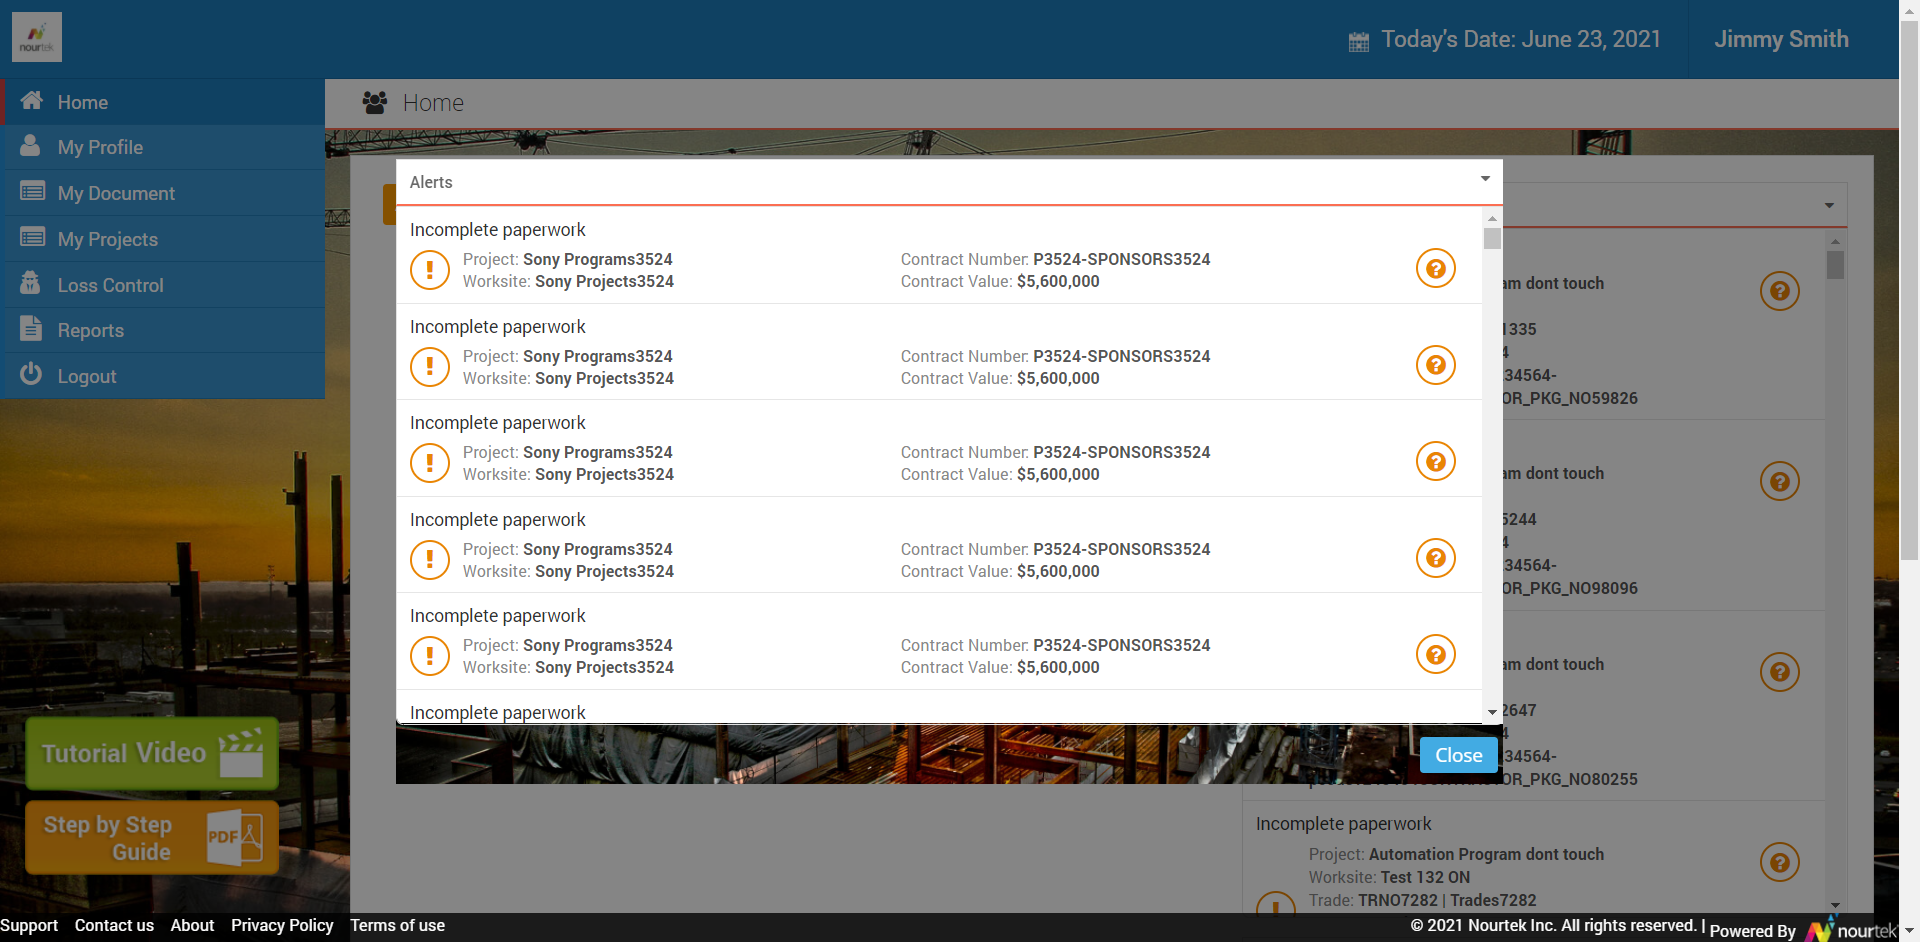 nourtek
Today's Date: June 23, 2021
Jimmy Smith
Home
My Profile
My Document
My Projects
Loss Control
Reports
Logout
Tutorial Video
Step by Step
Guide
PDF
Home
Alerts
Incomplete paperwork
Project: Sony Programs3524
Contract Number: P3524-SPONSORS3524
Worksite: Sony Projects3524
Contract Value: $5,600,000
Incomplete paperwork
Project: Sony Programs3524
Contract Number: P3524-SPONSORS3524
Worksite: Sony Projects3524
Contract Value: $5,600,000
Incomplete paperwork
Project: Sony Programs3524
Contract Number: P3524-SPONSORS3524
Worksite: Sony Projects3524
Contract Value: $5,600,000
Incomplete paperwork
Project: Sony Programs3524
Contract Number: P3524-SPONSORS3524
Worksite: Sony Projects3524
Contract Value: $5,600,000
Incomplete paperwork
Project: Sony Programs3524
Contract Number: P3524-SPONSORS3524
Worksite: Sony Projects3524
Contract Value: $5,600,000
Incomplete paperwork
Close
am dont touch
1335
4
34564-
OR_PKG_NO59826
am dont touch
5244
4
34564-
OR_PKG_NO98096
am dont touch
2647
4
34564-
OR_PKG_NO80255
Incomplete paperwork
Project: Automation Program dont touch
Worksite: Test 132 ON
Trade: TRNO7282 | Trades7282
Support
Contact us
About
Privacy Policy
Terms of use
© 2021 Nourtek Inc. All rights reserved. |
Powered By
nourtek